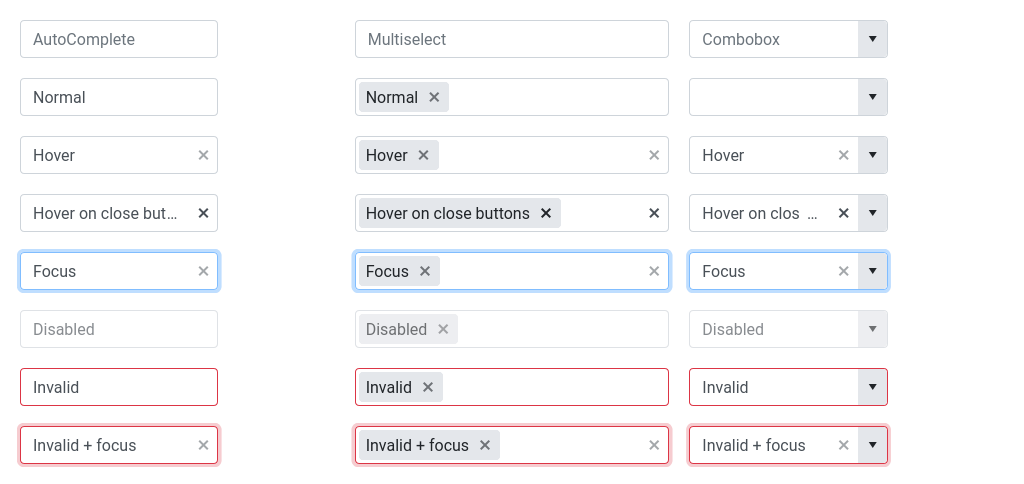 AutoComplete Multiselect Combobox
Normal Normal
Hover Hover Hover
Hover on close but... Hover on close buttons Hover on clos ...
Focus Focus Focus
Disabled Disabled Disabled
Invalid Invalid Invalid
Invalid + focus Invalid + focus Invalid + focus